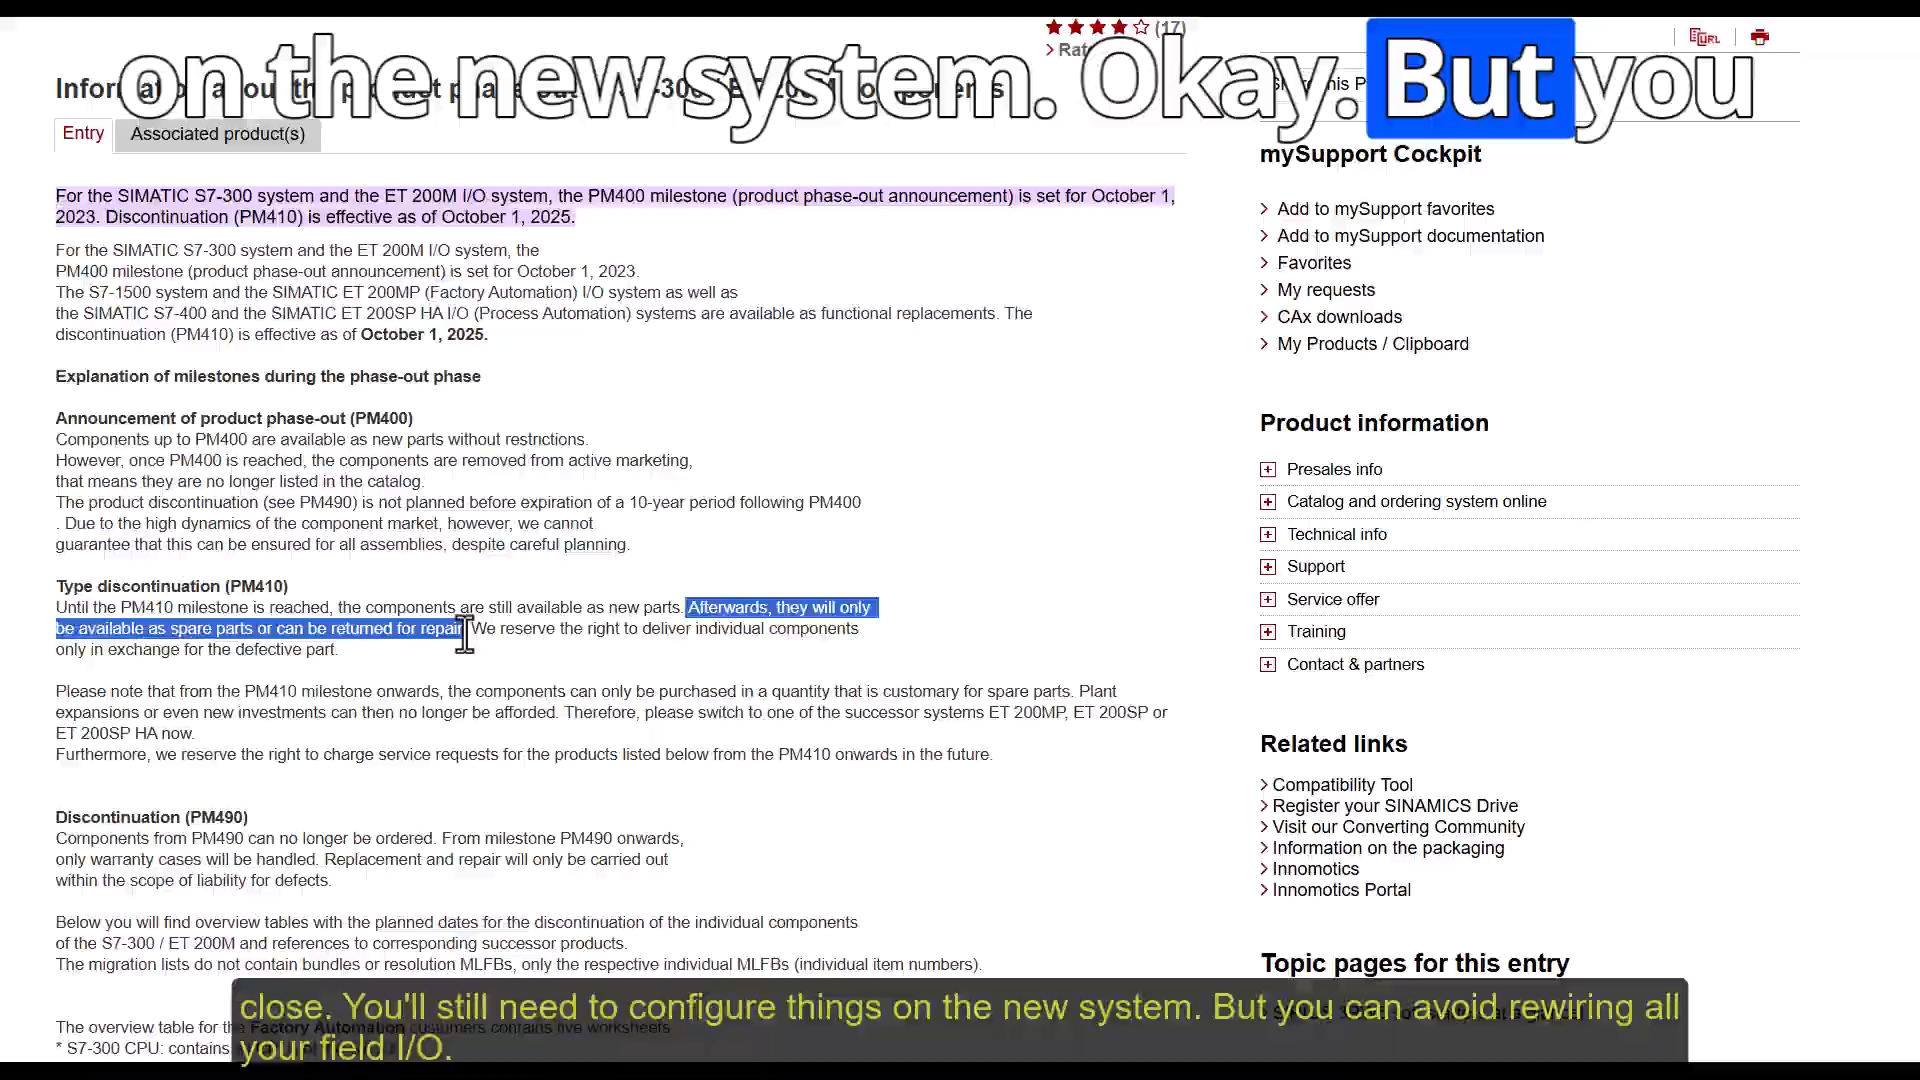 (17)
on the new system. Okay. But you
Entry
Associated product(s)
mySupport Cockpit
For the SIMATIC S7-300 system and the ET 200M I/O system, the PM400 milestone (product phase-out announcement) is set for October 1,
2023. Discontinuation (PM410) is effective as of October 1, 2025.
For the SIMATIC S7-300 system and the ET 200M I/O system, the
PM400 milestone (product phase-out announcement) is set for October 1, 2023.
The S7-1500 system and the SIMATIC ET 200MP (Factory Automation) I/O system as well as
the SIMATIC S7-400 and the SIMATIC ET 200SP HA I/O (Process Automation) systems are available as functional replacements. The
discontinuation (PM410) is effective as of October 1, 2025.
Explanation of milestones during the phase-out phase
Announcement of product phase-out (PM400)
Components up to PM400 are available as new parts without restrictions.
However, once PM400 is reached, the components are removed from active marketing,
that means they are no longer listed in the catalog.
The product discontinuation (see PM490) is not planned before expiration of a 10-year period following PM400
. Due to the high dynamics of the component market, however, we cannot
guarantee that this can be ensured for all assemblies, despite careful planning.
Type discontinuation (PM410)
Until the PM410 milestone is reached, the components are still available as new parts. Afterwards, they will only
be available as spare parts or can be returned for repair. We reserve the right to deliver individual components
only in exchange for the defective part.
Please note that from the PM410 milestone onwards, the components can only be purchased in a quantity that is customary for spare parts. Plant
expansions or even new investments can then no longer be afforded. Therefore, please switch to one of the successor systems ET 200MP, ET 200SP or
ET 200SP HA now.
Furthermore, we reserve the right to charge service requests for the products listed below from the PM410 onwards in the future.
Discontinuation (PM490)
Components from PM490 can no longer be ordered. From milestone PM490 onwards,
only warranty cases will be handled. Replacement and repair will only be carried out
within the scope of liability for defects.
Below you will find overview tables with the planned dates for the discontinuation of the individual components
of the S7-300 / ET 200M and references to corresponding successor products.
The migration lists do not contain bundles or resolution MLFBs, only the respective individual MLFBs (individual item numbers).
The overview table for the Factory Automation customers contains five worksheets
* S7-300 CPU: contains
URL
Add to mySupport favorites
Add to mySupport documentation
Favorites
My requests
CAx downloads
My Products / Clipboard
Product information
Presales info
Catalog and ordering system online
Technical info
Support
Service offer
Training
Contact & partners
Related links
Compatibility Tool
Register your SINAMICS Drive
Visit our Converting Community
Information on the packaging
Innomotics
Innomotics Portal
Topic pages for this entry
close. You'll still need to configure things on the new system. But you can avoid rewiring all
your field I/O.